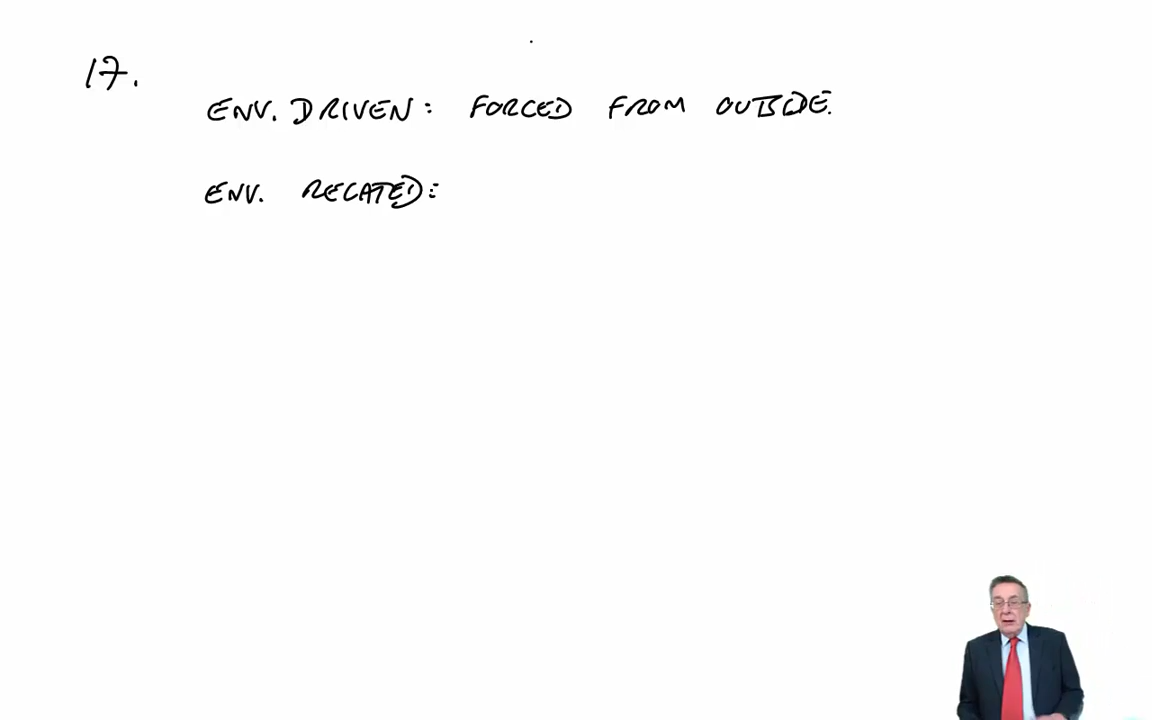 17.
ENV. DRIVEN: FORCED FROM OUTSIDE.
ENV. RELATED: